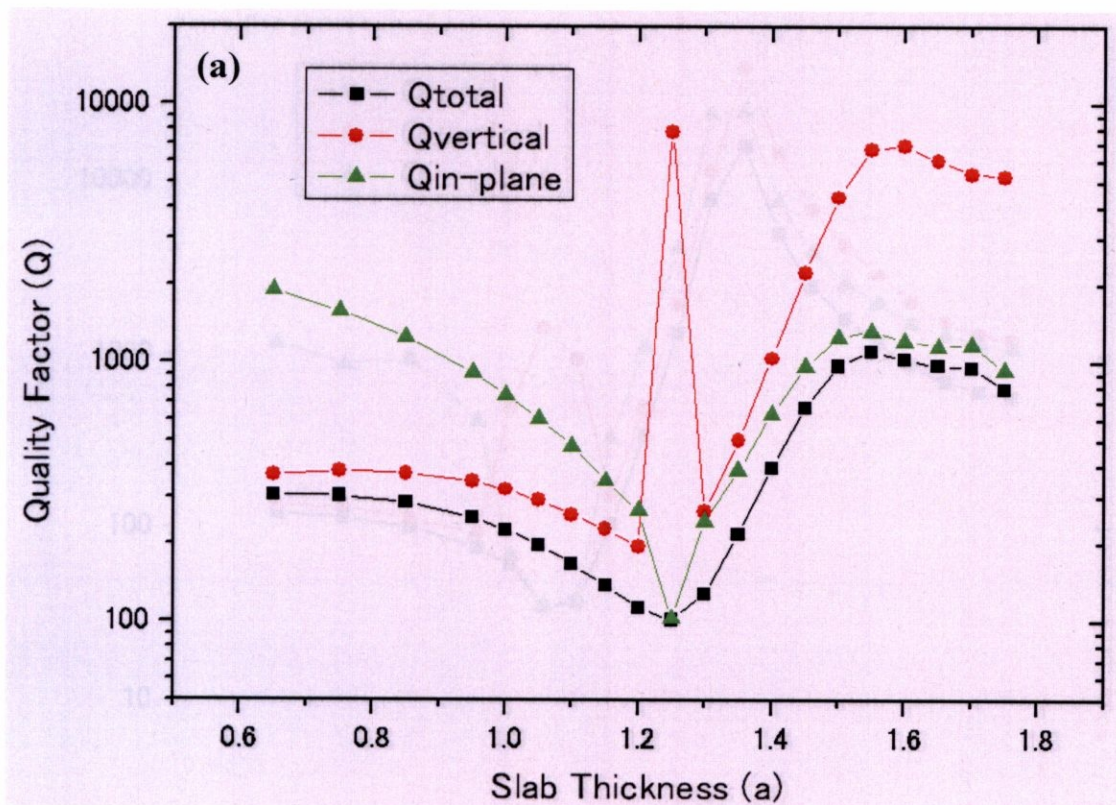 (a)
Qtotal
Qvertical
Qin-plane
10000
1000
100
Quality Factor (Q)
0.6 0.8 1.0 1.2 1.4 1.6 1.8
Slab Thickness (a)